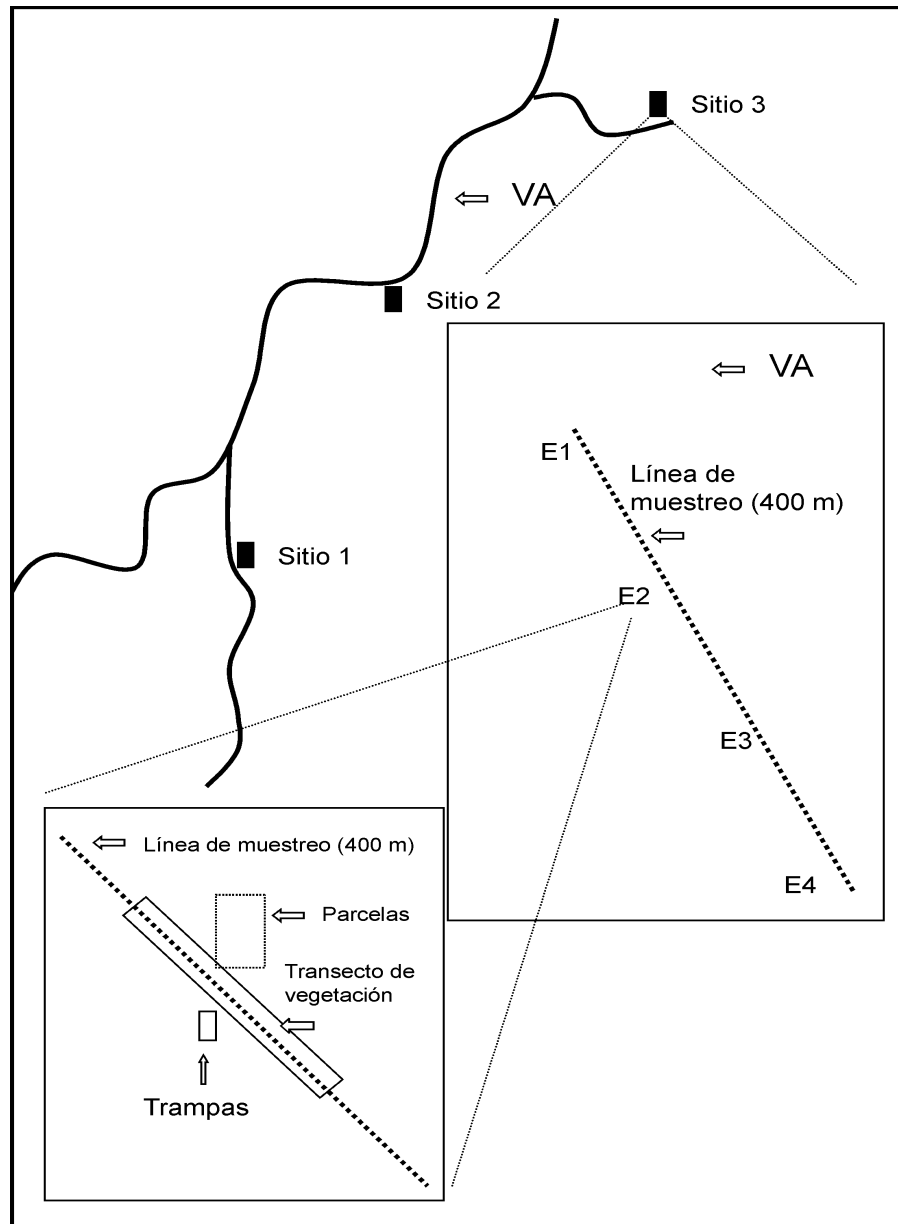 Sitio 3
VA
Sitio 2
VA
E1
Línea de
muestreo (400 m)
Sitio 1
E2
E3
Línea de muestreo (400 m)
E4
Parcelas
Transecto de
vegetación
Trampas